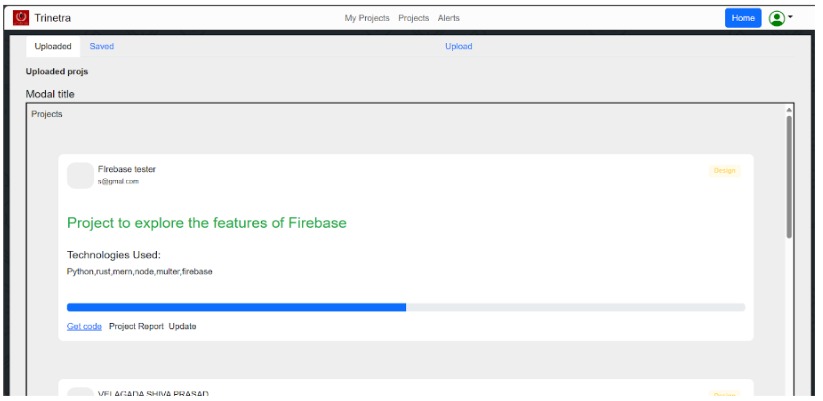 Trinetra My Projects Projects Alerts Home
Uploaded Saved Upload
Uploaded projs
Modal title
Projects
FIrebase tester Design
s@gmal.com
Project to explore the features of Firebase
Technologies Used:
Python,rust,mern,node,multer,firebase
Get code Project Report Update
VELAGADA SHIVA PRASAD Design